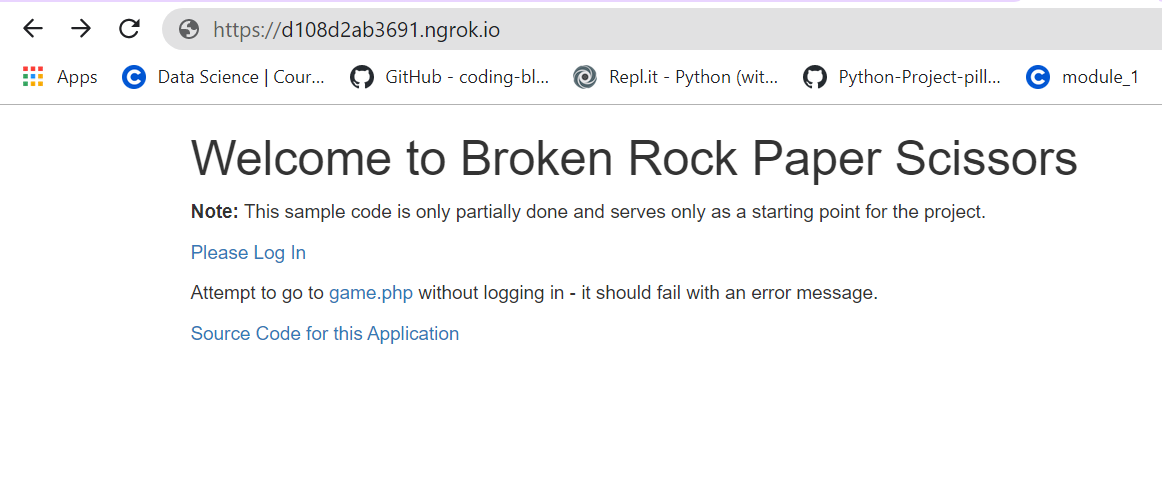 https://d108d2ab3691.ngrok.io
Apps Data Science | Cour... GitHub - coding-bl... Repl.it - Python (wit... Python-Project-pill... module_1
Welcome to Broken Rock Paper Scissors
Note: This sample code is only partially done and serves only as a starting point for the project.
Please Log In
Attempt to go to game.php without logging in - it should fail with an error message.
Source Code for this Application